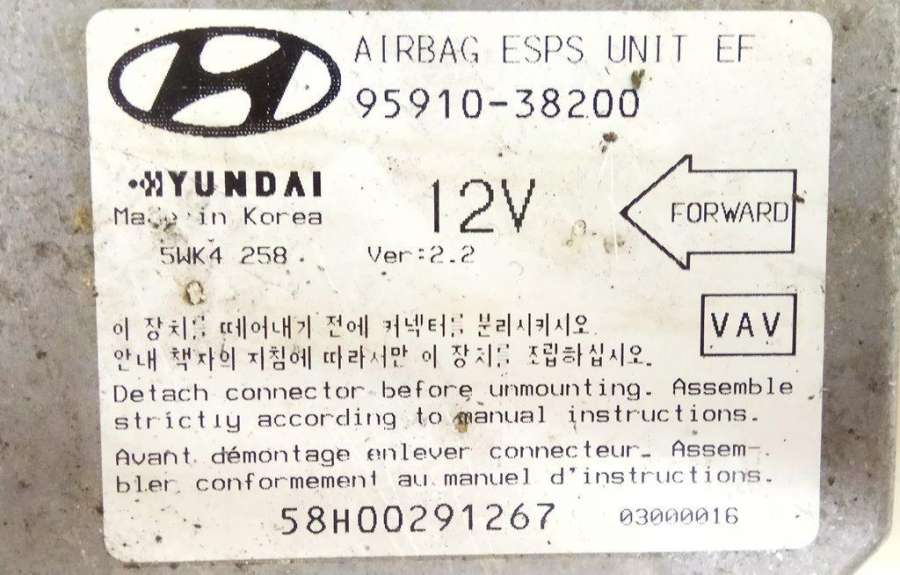 AIRBAG ESPS UNIT EF
95910-38200
HYUNDAI
Made in Korea
12V
FORWARD
5WK4 258
Ver:2.2
VAV
이 장치를 떼어내기 전에 커넥터를 분리시키시오
안내 책자의 지침에 따라서만 이 장치를 조립하십시오.
Detach connector before unmounting. Assemble
strictly according to manual instructions.
Avant démontage enlever connecteur. Assem-
bler conformement au manuel d'instructions.
58H00291267
03000016